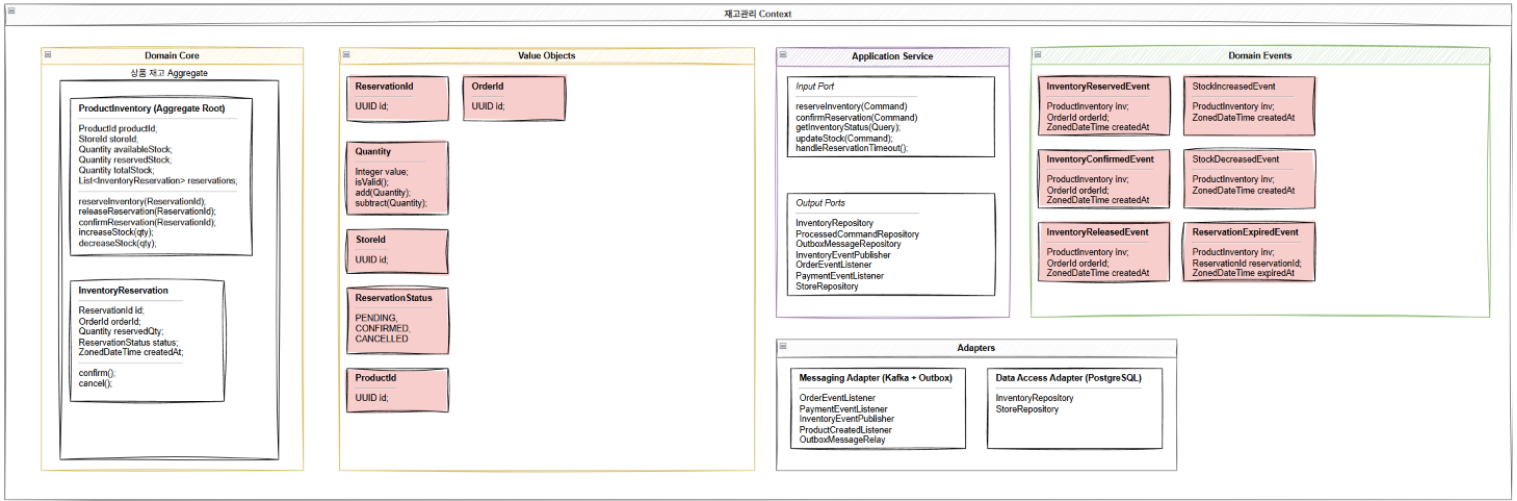 재고관리 Context
Domain Core
상품 재고 Aggregate
ProductInventory (Aggregate Root)
ProductId productId;
StoreId storeId;
Quantity availableStock;
Quantity reservedStock;
Quantity totalStock;
List<InventoryReservation> reservations;
reserveInventory(ReservationId);
releaseReservation(ReservationId);
confirmReservation(ReservationId);
increaseStock(qty);
decreaseStock(qty);
InventoryReservation
ReservationId id;
OrderId orderId;
Quantity reservedQty;
ReservationStatus status;
ZonedDateTime createdAt;
confirm();
cancel();
Value Objects
ReservationId
UUID id;
OrderId
UUID id;
Quantity
Integer value;
isValid();
add(Quantity);
subtract(Quantity);
StoreId
UUID id;
ReservationStatus
PENDING,
CONFIRMED,
CANCELLED
ProductId
UUID id;
Application Service
Input Port
reserveInventory(Command)
confirmReservation(Command)
getInventoryStatus(Query);
updateStock(Command);
handleReservationTimeout();
Output Ports
InventoryRepository
ProcessedCommandRepository
OutboxMessageRepository
InventoryEventPublisher
OrderEventListener
PaymentEventListener
StoreRepository
Domain Events
InventoryReservedEvent
ProductInventory inv;
OrderId orderId;
ZonedDateTime createdAt
StockIncreasedEvent
ProductInventory inv;
ZonedDateTime createdAt
InventoryConfirmedEvent
ProductInventory inv;
OrderId orderId;
ZonedDateTime createdAt
StockDecreasedEvent
ProductInventory inv;
ZonedDateTime createdAt
InventoryReleasedEvent
ProductInventory inv;
OrderId orderId;
ZonedDateTime createdAt
ReservationExpiredEvent
ProductInventory inv;
ReservationId reservationId;
ZonedDateTime expiredAt
Adapters
Messaging Adapter (Kafka + Outbox)
OrderEventListener
PaymentEventListener
InventoryEventPublisher
ProductCreatedListener
OutboxMessageRelay
Data Access Adapter (PostgreSQL)
InventoryRepository
StoreRepository